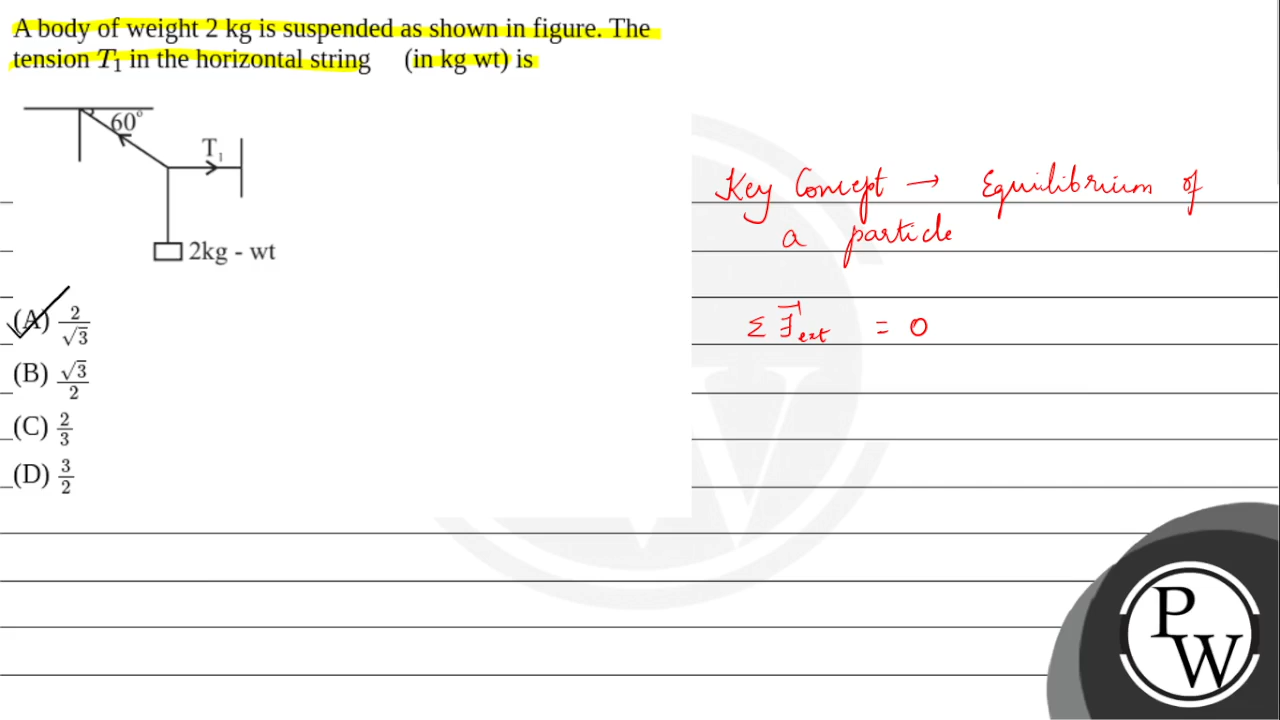 A body of weight 2 kg is suspended as shown in figure. The
tension T₁ in the horizontal string (in kg wt) is
60°
T₁
2kg - wt
(A) 2/√3
(B) √3/2
(C) 2/3
(D) 3/2
Key Concept → Equilibrium of
a particle
Σ F⃗ext = 0
P
W